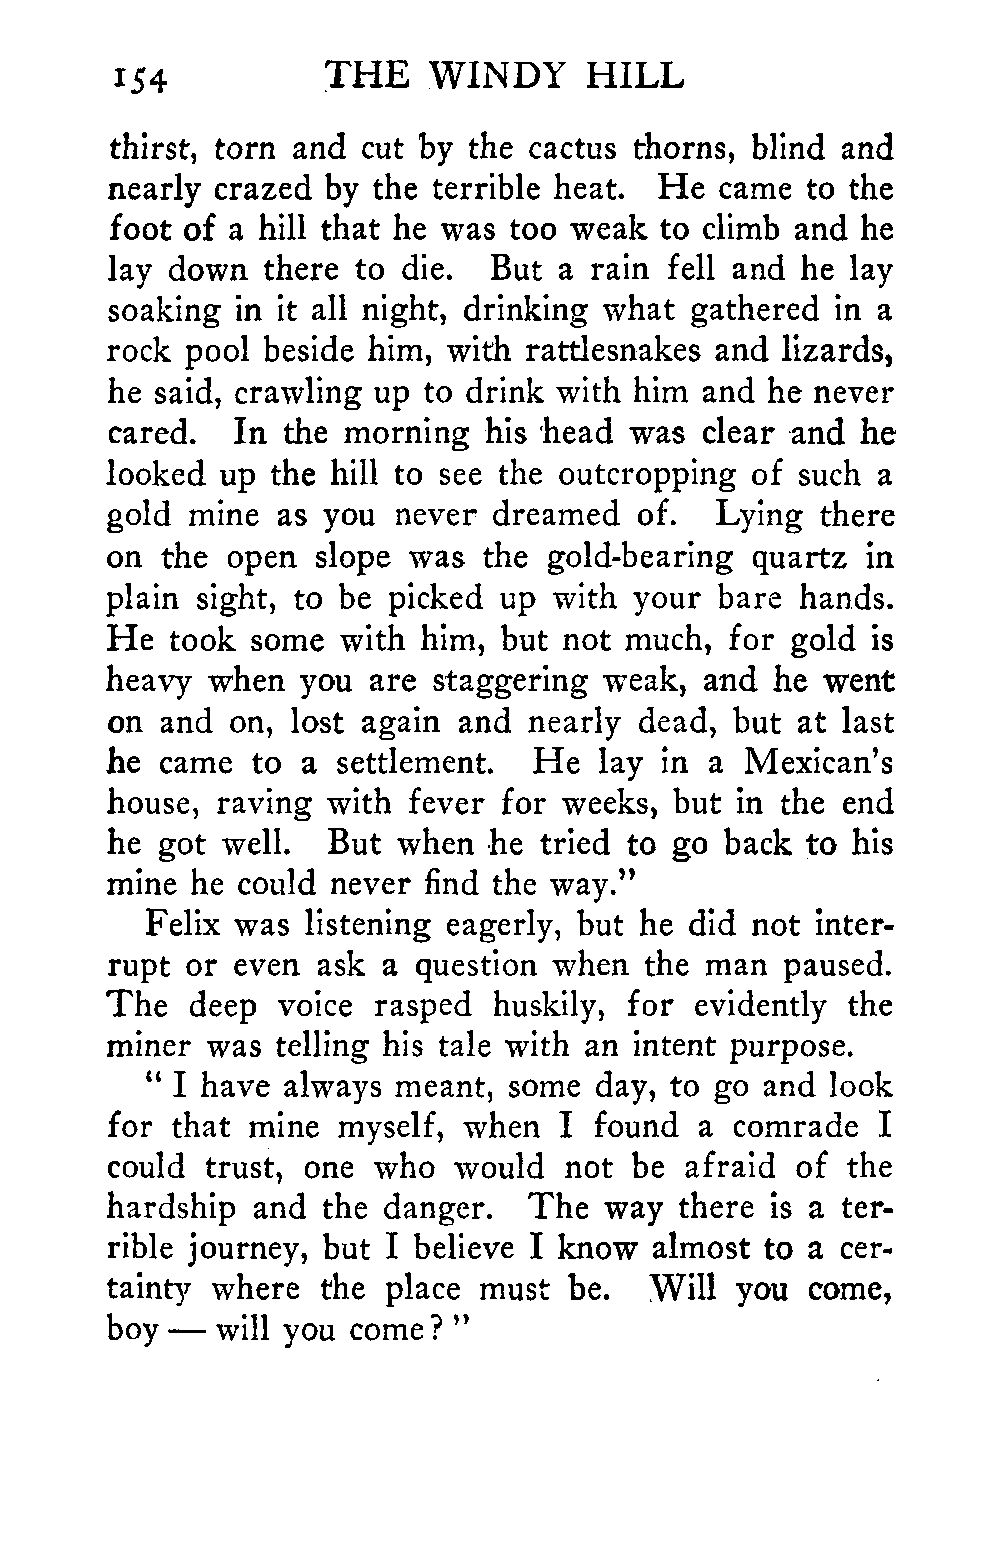 154 THE WINDY HILL
thirst, torn and cut by the cactus thorns, blind and
nearly crazed by the terrible heat. He came to the
foot of a hill that he was too weak to climb and he
lay down there to die. But a rain fell and he lay
soaking in it all night, drinking what gathered in a
rock pool beside him, with rattlesnakes and lizards,
he said, crawling up to drink with him and he never
cared. In the morning his head was clear and he
looked up the hill to see the outcropping of such a
gold mine as you never dreamed of. Lying there
on the open slope was the gold-bearing quartz in
plain sight, to be picked up with your bare hands.
He took some with him, but not much, for gold is
heavy when you are staggering weak, and he went
on and on, lost again and nearly dead, but at last
he came to a settlement. He lay in a Mexican's
house, raving with fever for weeks, but in the end
he got well. But when he tried to go back to his
mine he could never find the way."
Felix was listening eagerly, but he did not inter-
rupt or even ask a question when the man paused.
The deep voice rasped huskily, for evidently the
miner was telling his tale with an intent purpose.
" I have always meant, some day, to go and look
for that mine myself, when I found a comrade I
could trust, one who would not be afraid of the
hardship and the danger. The way there is a ter-
rible journey, but I believe I know almost to a cer-
tainty where the place must be. Will you come,
boy — will you come? "